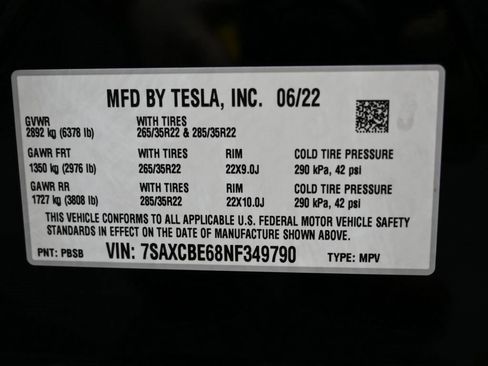 MFD BY TESLA, INC. 06/22
GVWR WITH TIRES
2892 kg (6378 lb) 265/35R22 & 285/35R22
GAWR FRT WITH TIRES RIM COLD TIRE PRESSURE
1350 kg (2976 lb) 265/35R22 22X9.0J 290 kPa, 42 psi
GAWR RR WITH TIRES RIM COLD TIRE PRESSURE
1727 kg (3808 lb) 285/35R22 22X10.0J 290 kPa, 42 psi
THIS VEHICLE CONFORMS TO ALL APPLICABLE U.S. FEDERAL MOTOR VEHICLE SAFETY
STANDARDS IN EFFECT ON THE DATE OF MANUFACTURE SHOWN ABOVE.
PNT: PBSB VIN: 7SAXCBE68NF349790 TYPE: MPV